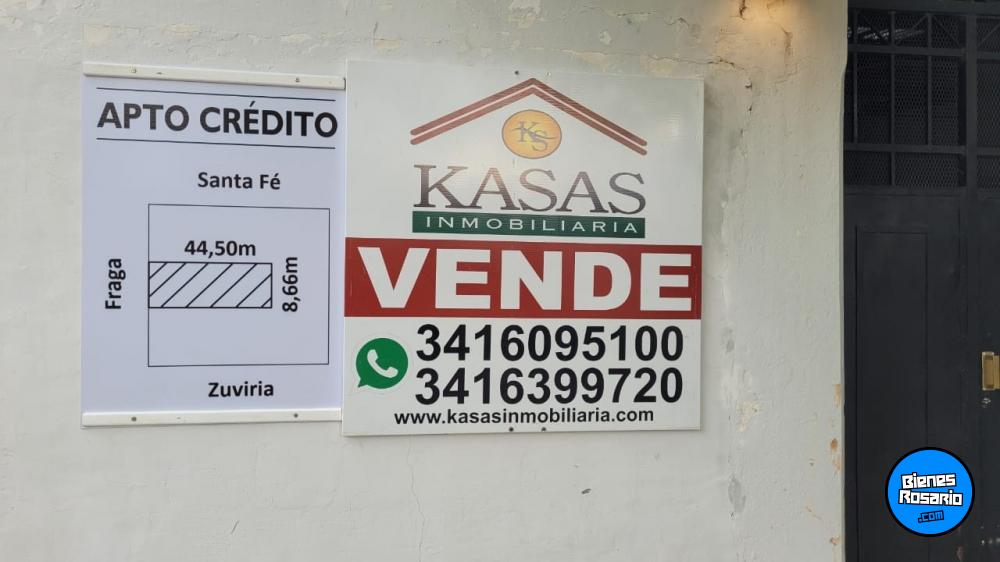 APTO CRÉDITO
Santa Fé
44,50m
8,66m
Fraga
Zuviria
KS
KASAS
INMOBILIARIA
VENDE
3416095100
3416399720
www.kasasinmobiliaria.com
Bienes
Rosario
.com